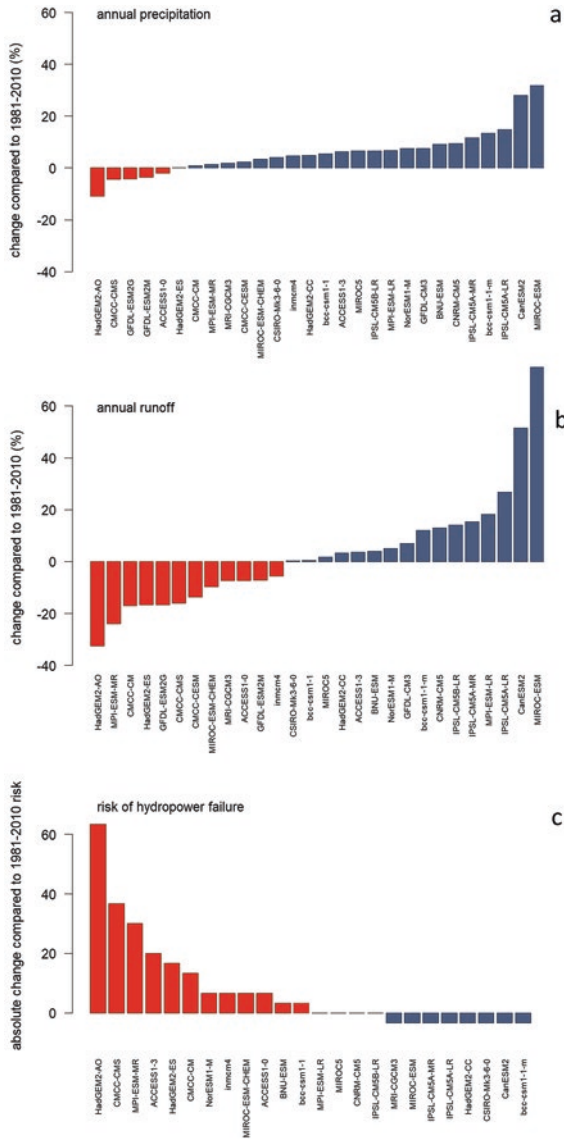 a
annual precipitation
change compared to 1981-2010 (%)
60
40
20
0
-20
-40
HadGEM2-AO
CMCC-CMS
GFDL-ESM2G
GFDL-ESM2M
ACCESS1-0
HadGEM2-ES
CMCC-CM
MPI-ESM-MR
MRI-CGCM3
CMCC-CESM
MIROC-ESM-CHEM
CSIRO-Mk3-6-0
inmcm4
HadGEM2-CC
bcc-csm1-1
ACCESS1-3
MIROC5
IPSL-CM5B-LR
MPI-ESM-LR
NorESM1-M
GFDL-CM3
BNU-ESM
CNRM-CM5
IPSL-CM5A-MR
bcc-csm1-1-m
IPSL-CM5A-LR
CanESM2
MIROC-ESM
b
annual runoff
change compared to 1981-2010 (%)
60
40
20
0
-20
-40
HadGEM2-AO
MPI-ESM-MR
CMCC-CM
HadGEM2-ES
GFDL-ESM2G
CMCC-CMS
CMCC-CESM
MIROC-ESM-CHEM
MRI-CGCM3
ACCESS1-0
GFDL-ESM2M
inmcm4
CSIRO-Mk3-6-0
bcc-csm1-1
MIROC5
HadGEM2-CC
ACCESS1-3
BNU-ESM
NorESM1-M
GFDL-CM3
bcc-csm1-1-m
CNRM-CM5
IPSL-CM5B-LR
IPSL-CM5A-MR
MPI-ESM-LR
IPSL-CM5A-LR
CanESM2
MIROC-ESM
c
risk of hydropower failure
absolute change compared to 1981-2010 risk
60
40
20
0
HadGEM2-AO
CMCC-CMS
MPI-ESM-MR
ACCESS1-3
HadGEM2-ES
CMCC-CM
NorESM1-M
inmcm4
MIROC-ESM-CHEM
ACCESS1-0
BNU-ESM
bcc-csm1-1
MPI-ESM-LR
MIROC5
CNRM-CM5
IPSL-CM5B-LR
MRI-CGCM3
MIROC-ESM
IPSL-CM5A-MR
IPSL-CM5A-LR
HadGEM2-CC
CSIRO-Mk3-6-0
CanESM2
bcc-csm1-1-m